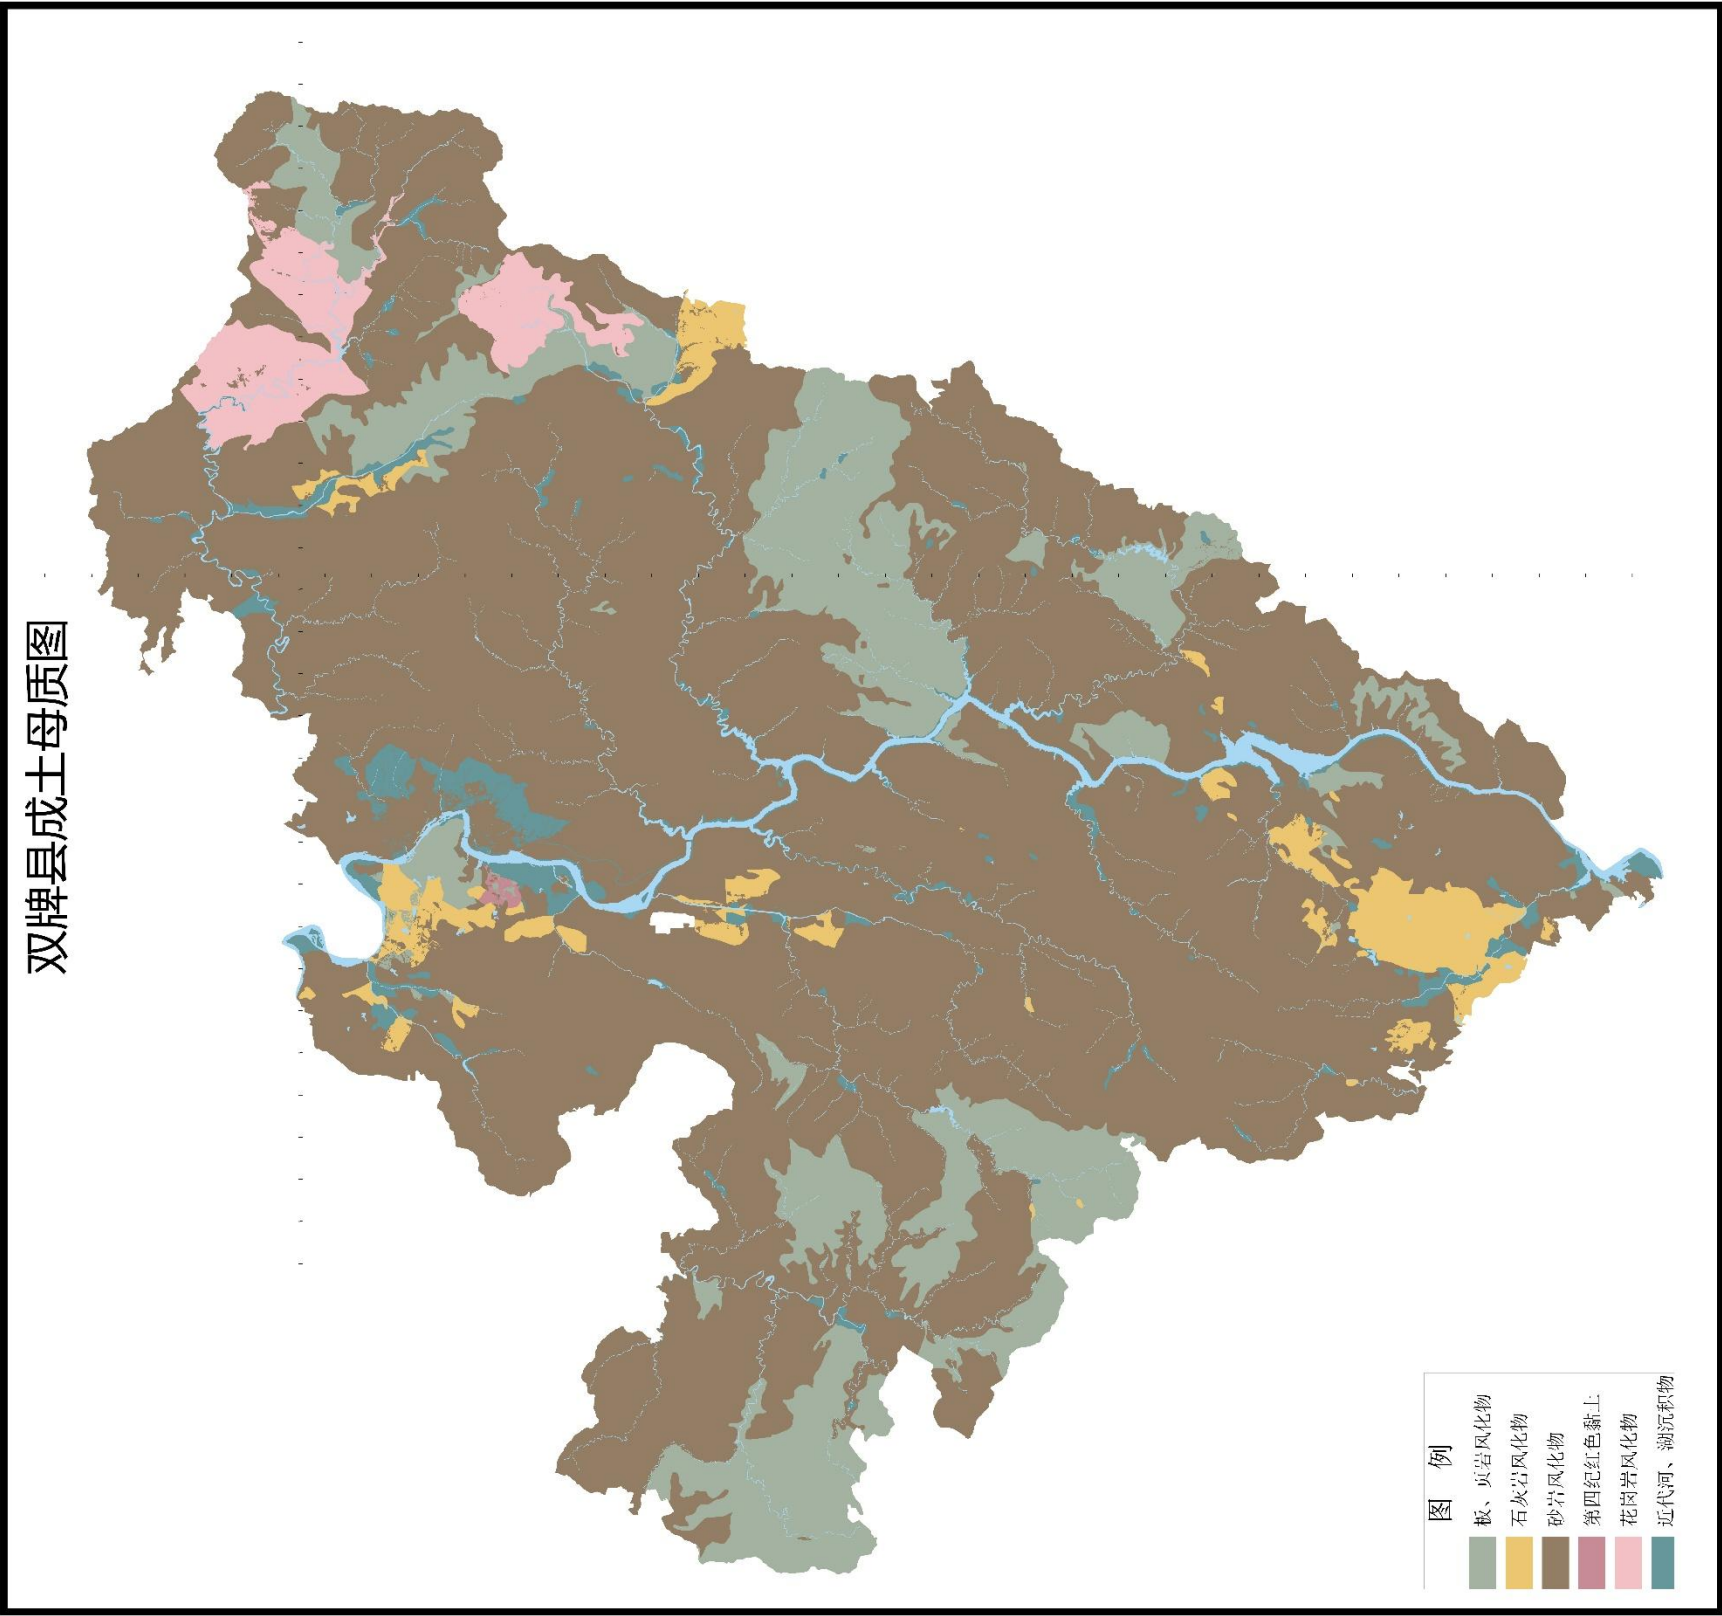 双牌县成土母质图
图 例
板、页岩风化物
石灰岩风化物
砂岩风化物
第四纪红色黏土
花岗岩风化物
近代河、湖沉积物